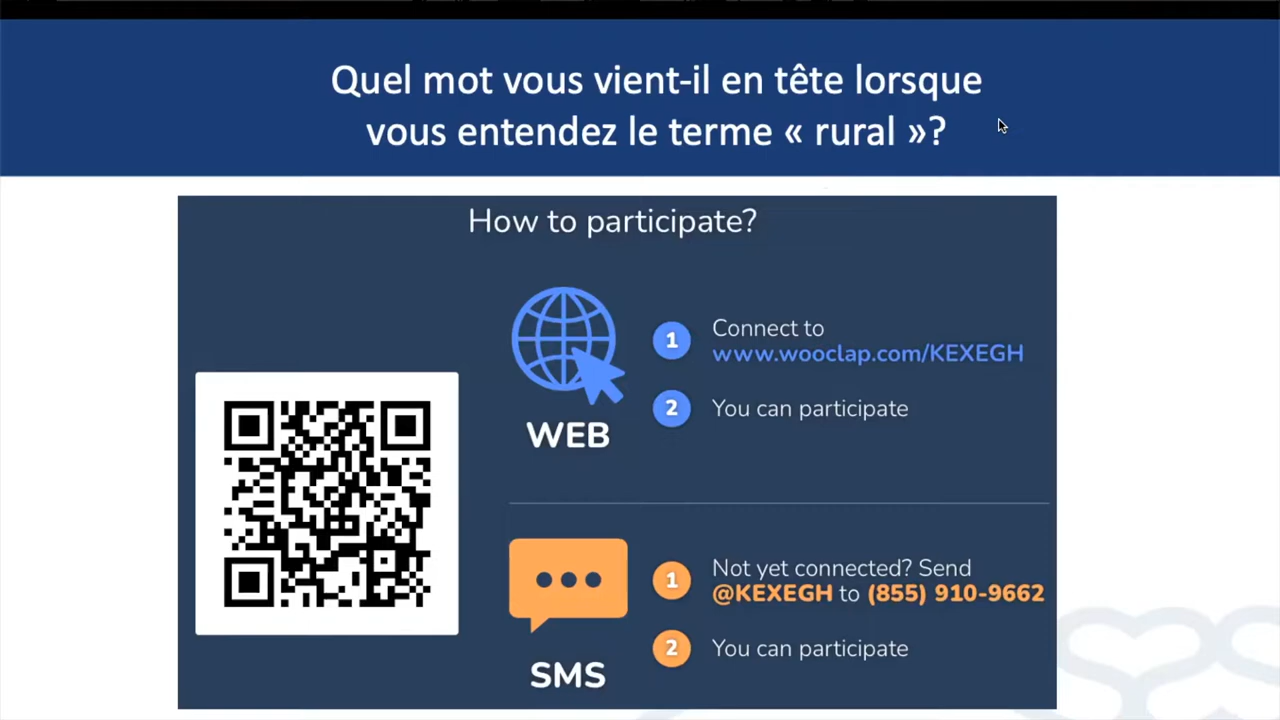 Quel mot vous vient-il en tête lorsque
vous entendez le terme « rural »?
How to participate?
WEB
1
Connect to
www.wooclap.com/KEXEGH
2
You can participate
SMS
1
Not yet connected? Send
@KEXEGH to (855) 910-9662
2
You can participate